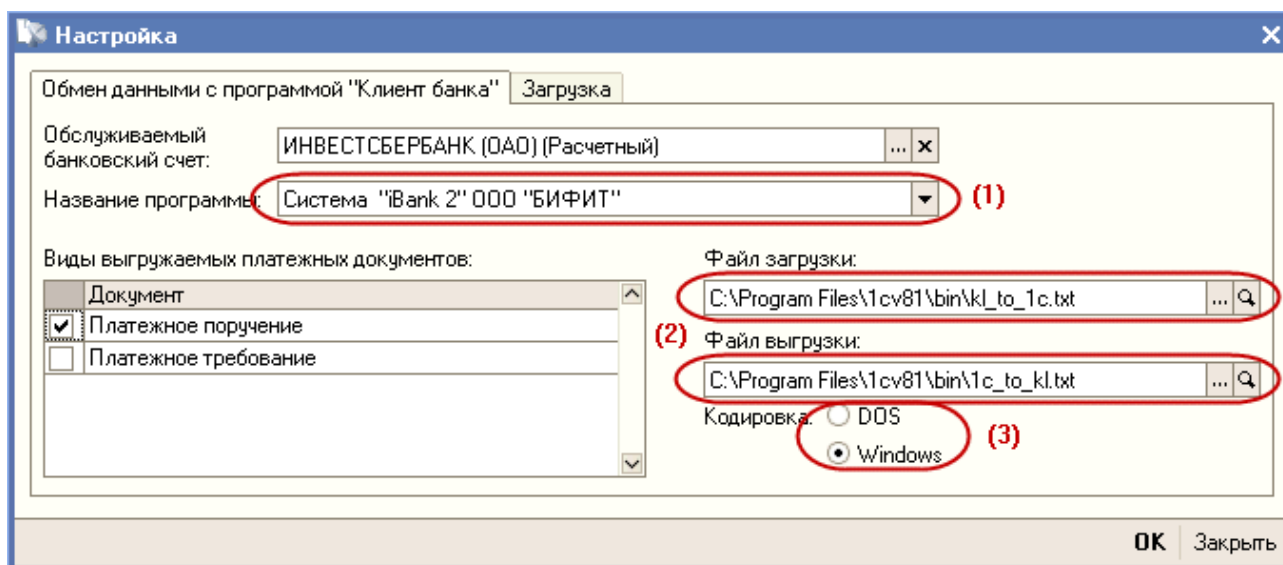 Настройка
Обмен данными с программой "Клиент банка"
Загрузка
Обслуживаемый
банковский счет:
ИНВЕСТСБЕРБАНК (ОАО) (Расчетный)
Название программы:
Система "iBank 2" ООО "БИФИТ"
(1)
Виды выгружаемых платежных документов:
Документ
Платежное поручение
Платежное требование
(2)
Файл загрузки:
C:\Program Files\1cv81\bin\kl_to_1c.txt
Файл выгрузки:
C:\Program Files\1cv81\bin\1c_to_kl.txt
Кодировка:
DOS
Windows
(3)
OK
Закрыть